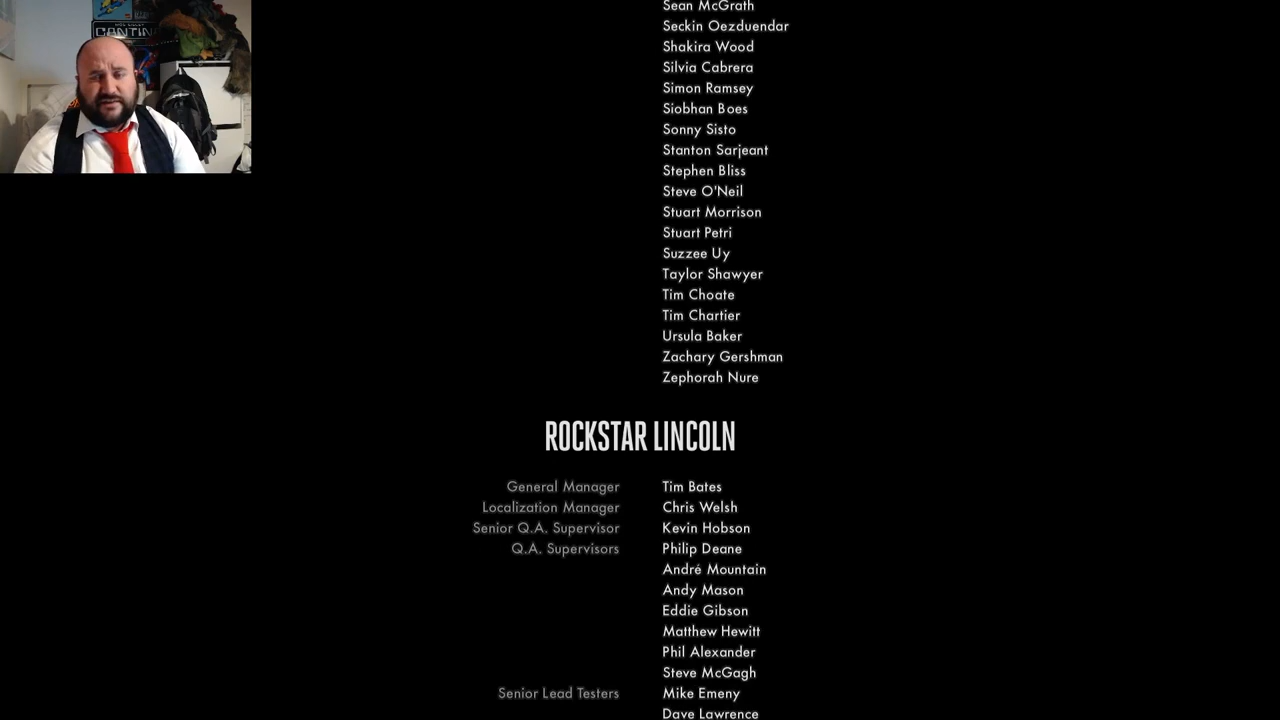 CANTIN
Sean McGrath
Seckin Oezduendar
Shakira Wood
Silvia Cabrera
Simon Ramsey
Siobhan Boes
Sonny Sisto
Stanton Sarjeant
Stephen Bliss
Steve O'Neil
Stuart Morrison
Stuart Petri
Suzzee Uy
Taylor Shawyer
Tim Choate
Tim Chartier
Ursula Baker
Zachary Gershman
Zephorah Nure
ROCKSTAR LINCOLN
General Manager Tim Bates
Localization Manager Chris Welsh
Senior Q.A. Supervisor Kevin Hobson
Q.A. Supervisors Philip Deane
André Mountain
Andy Mason
Eddie Gibson
Matthew Hewitt
Phil Alexander
Steve McGagh
Senior Lead Testers Mike Emeny
Dave Lawrence